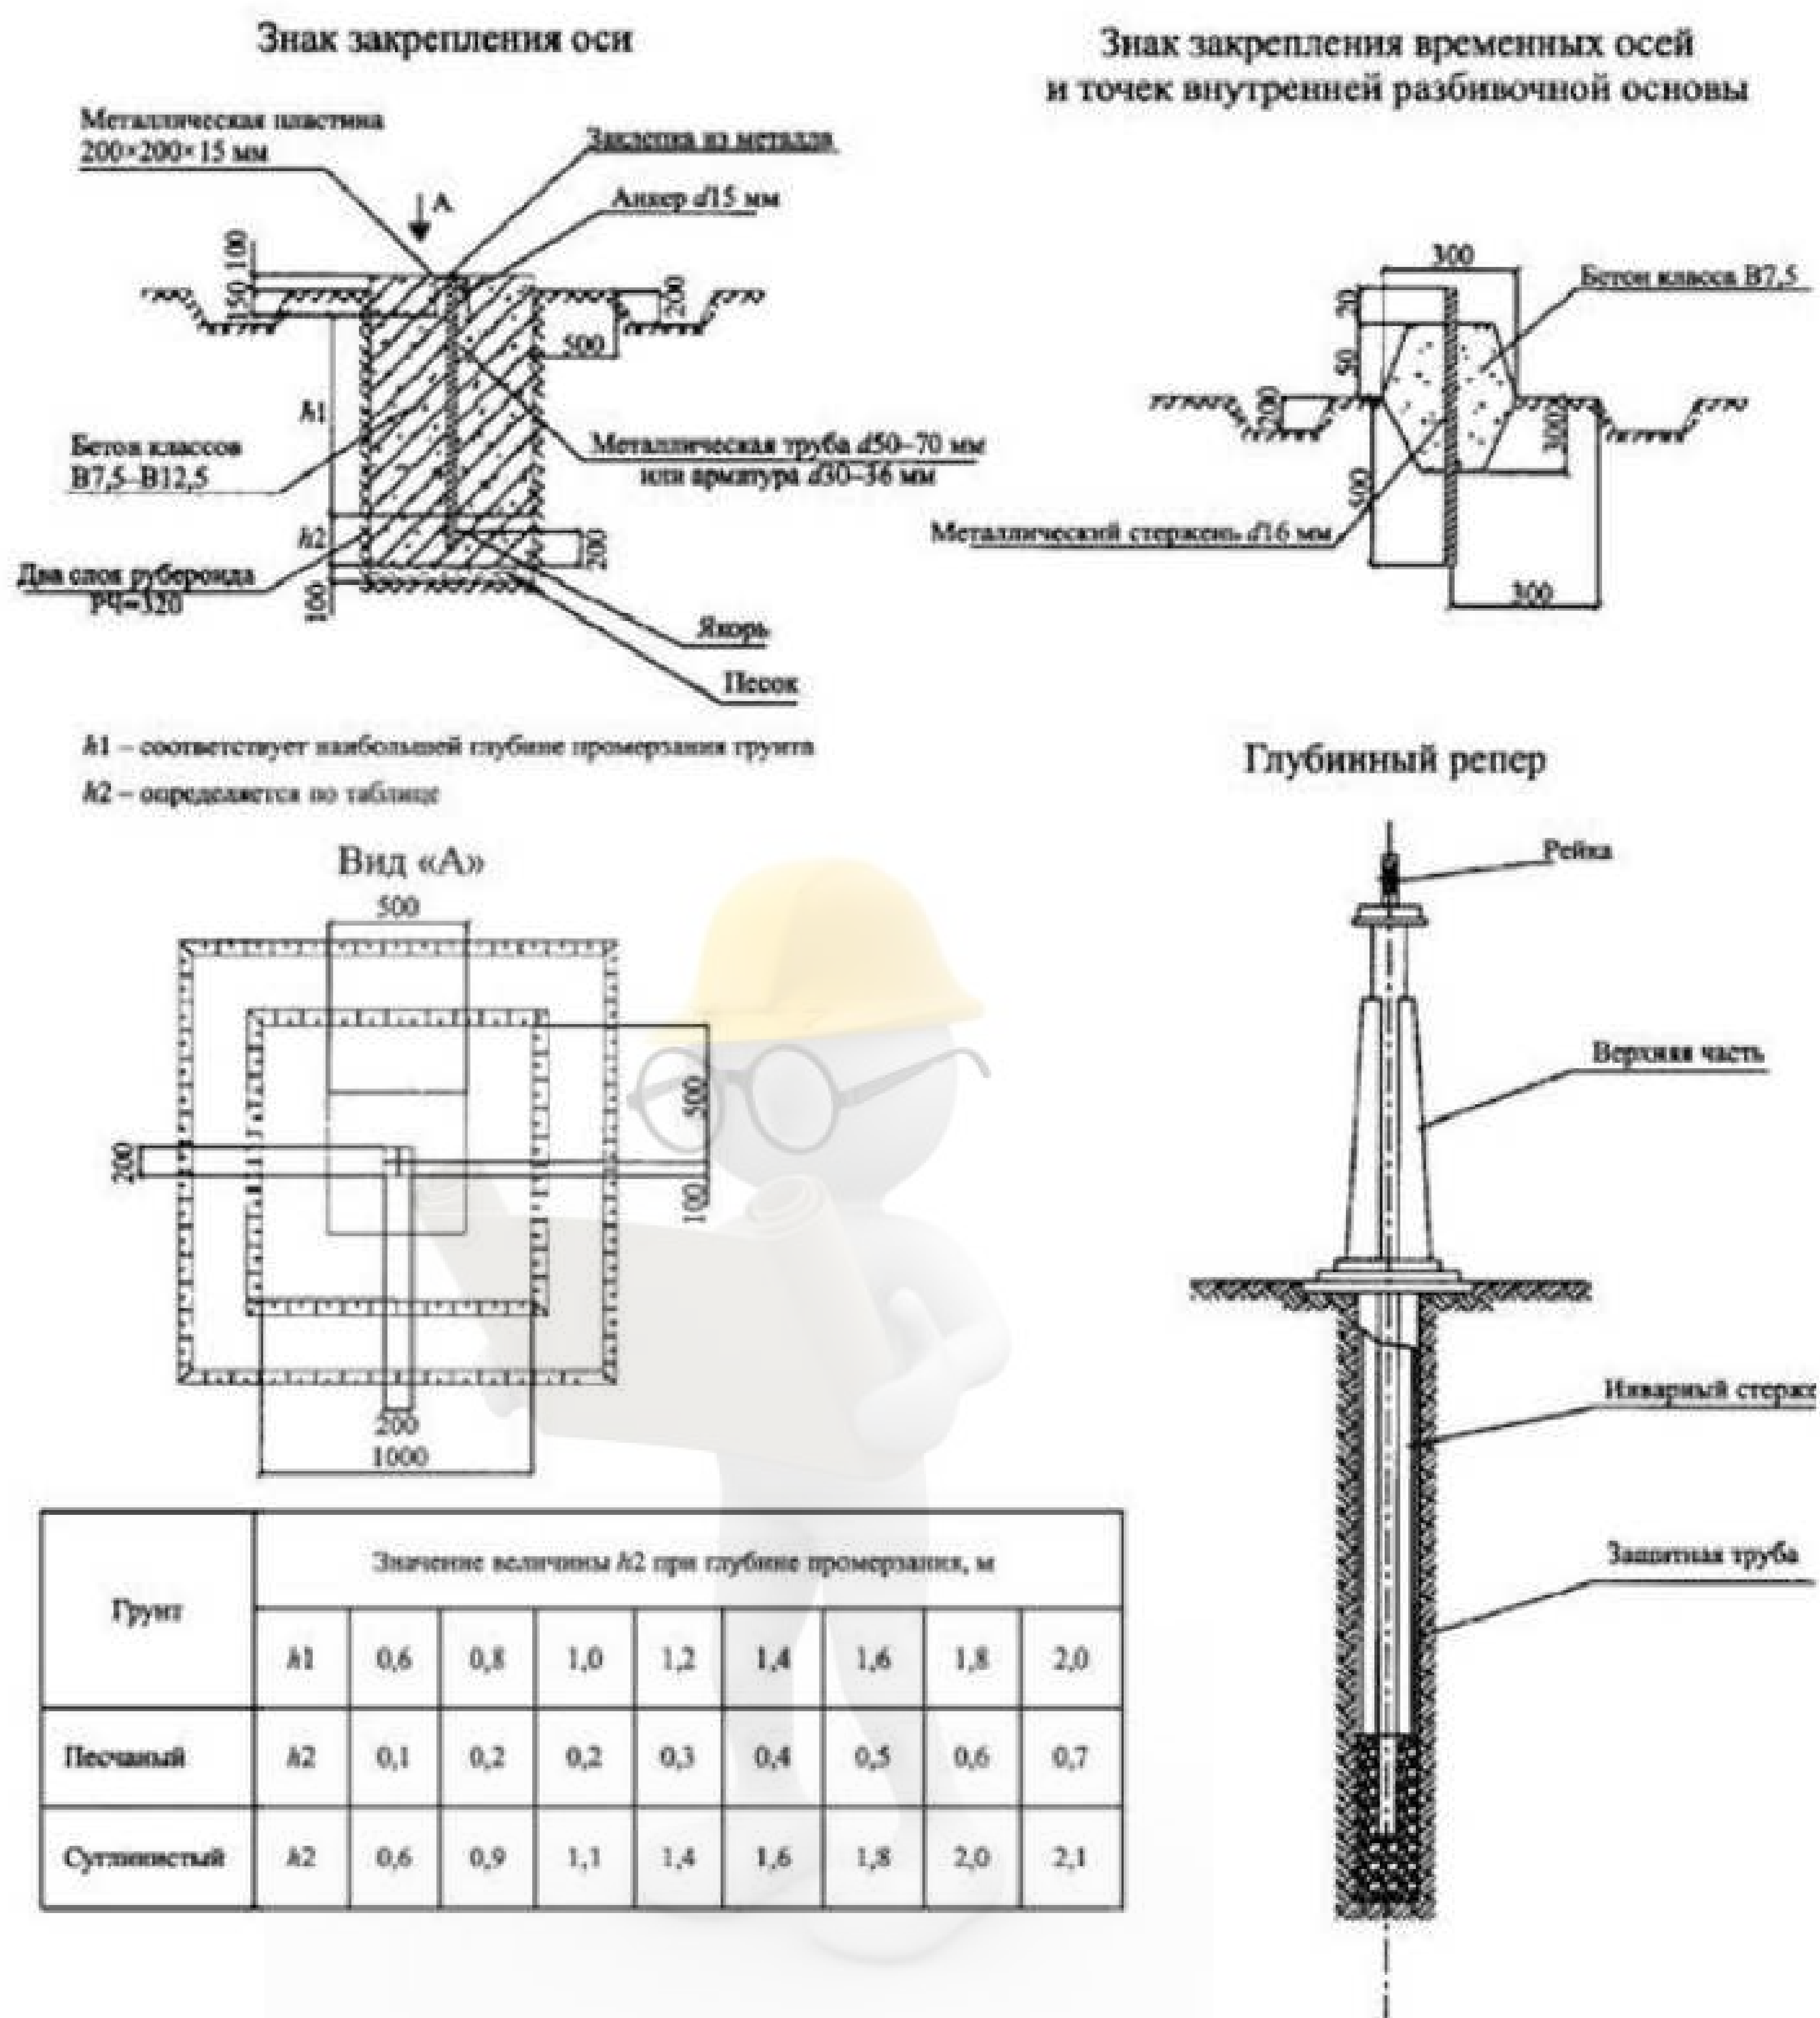 Знак закрепления оси
Металлическая пластина
200×200×15 мм
Заклепка из металла
Анкер d15 мм
А
100
150
200
500
h1
Бетон классов
В7,5–В12,5
Металлическая труба d50–70 мм
или арматура d30–36 мм
h2
200
Два слоя рубероида
РЧ=320
100
Якорь
Песок
h1 – соответствует наибольшей глубине промерзания грунта
h2 – определяется по таблице
Знак закрепления временных осей
и точек внутренней разбивочной основы
300
Бетон класса В7,5
20
50
200
300
500
Металлический стержень d16 мм
300
Вид «А»
500
500
200
100
200
1000
Глубинный репер
Рейка
Верхняя часть
Инварный стерже
Защитная труба
Грунт
Значение величины h2 при глубине промерзания, м
h1 0,6 0,8 1,0 1,2 1,4 1,6 1,8 2,0
Песчаный h2 0,1 0,2 0,2 0,3 0,4 0,5 0,6 0,7
Суглинистый h2 0,6 0,9 1,1 1,4 1,6 1,8 2,0 2,1